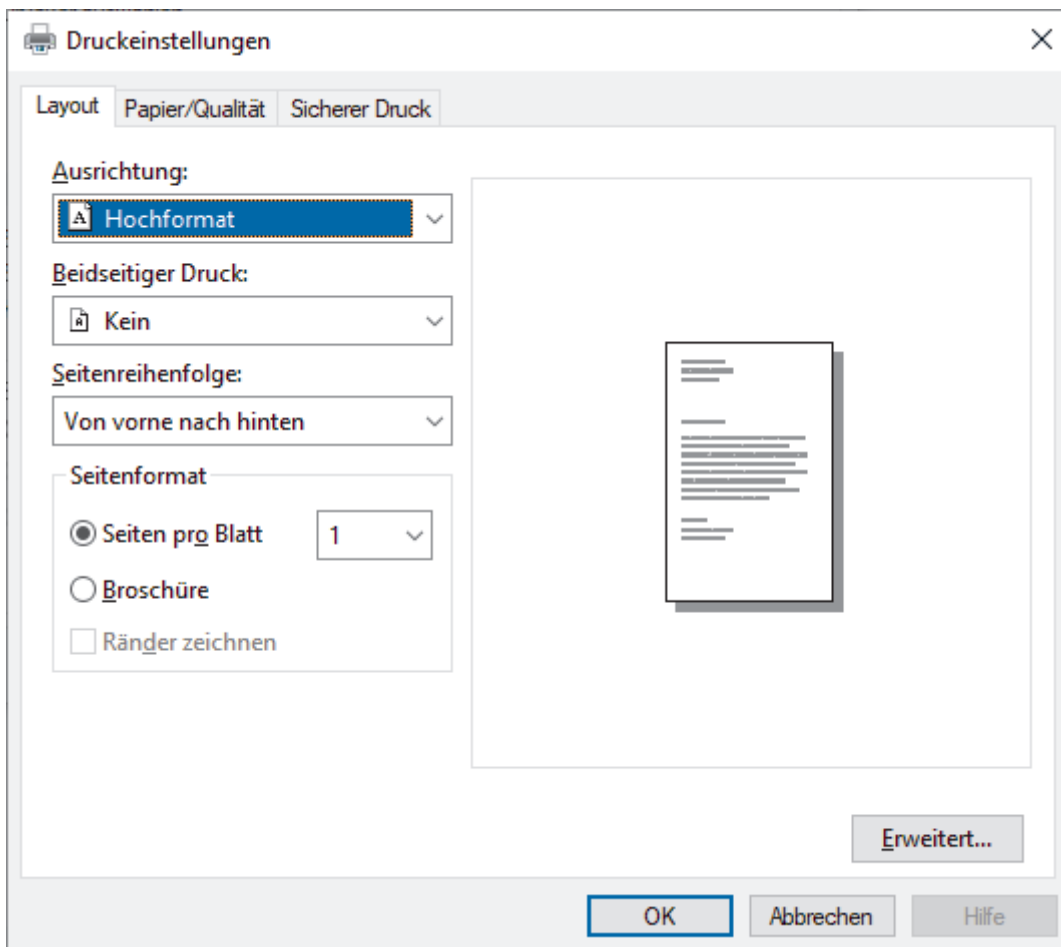 Druckeinstellungen
Layout Papier/Qualität Sicherer Druck
Ausrichtung:
A Hochformat
Beidseitiger Druck:
A Kein
Seitenreihenfolge:
Von vorne nach hinten
Seitenformat
Seiten pro Blatt 1
Broschüre
Ränder zeichnen
Erweitert...
OK Abbrechen Hilfe